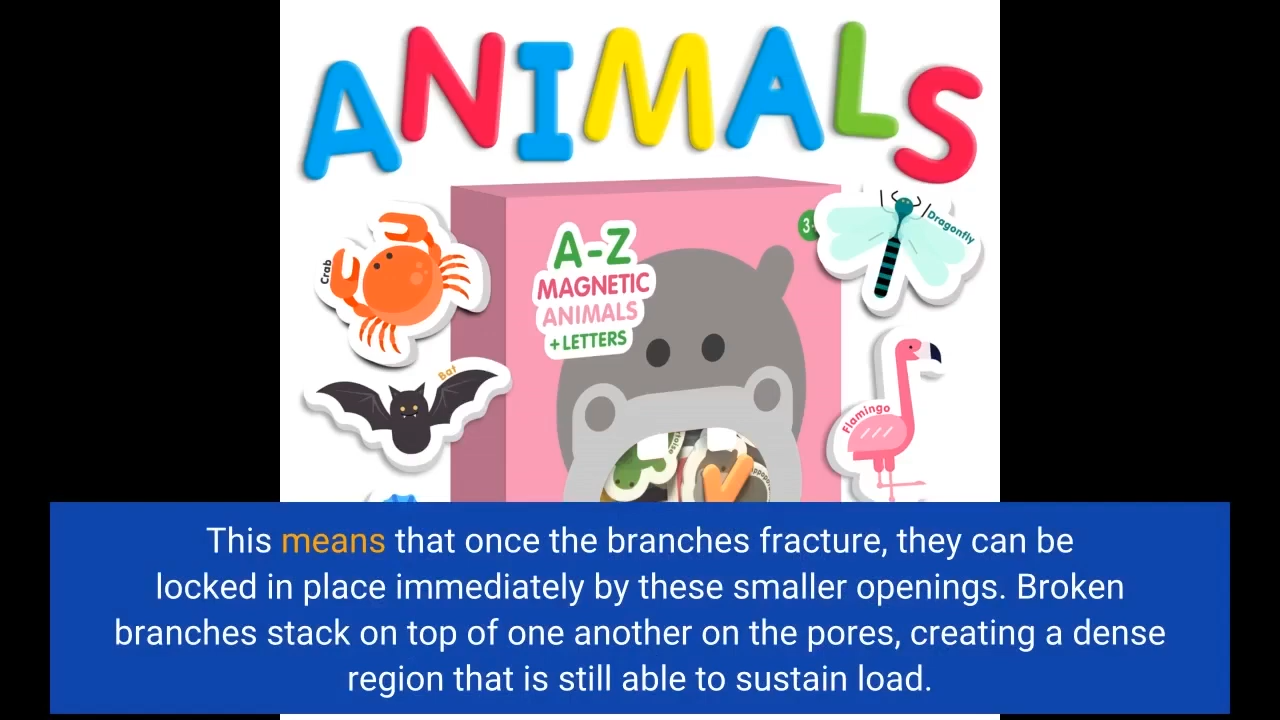 ANIMALS
A-Z
MAGNETIC
ANIMALS
+ LETTERS
3+
Crab
Dragonfly
Bat
Flamingo
This means that once the branches fracture, they can be
locked in place immediately by these smaller openings. Broken
branches stack on top of one another on the pores, creating a dense
region that is still able to sustain load.